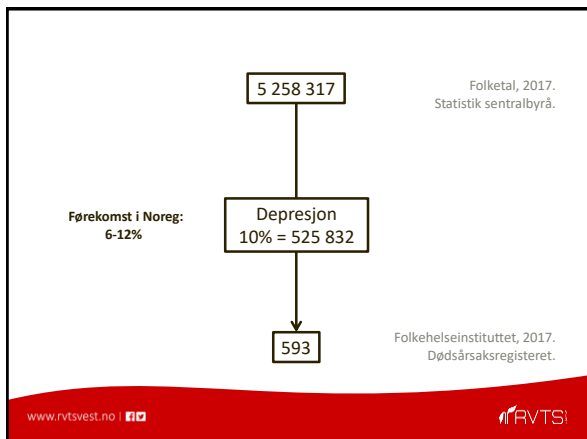 5 258 317
Folketal, 2017.
Statistik sentralbyrå.
Førekomst i Noreg:
6-12%
Depresjon
10% = 525 832
593
Folkehelseinstituttet, 2017.
Dødsårsaksregisteret.
www.rvtsvest.no |
RVTS